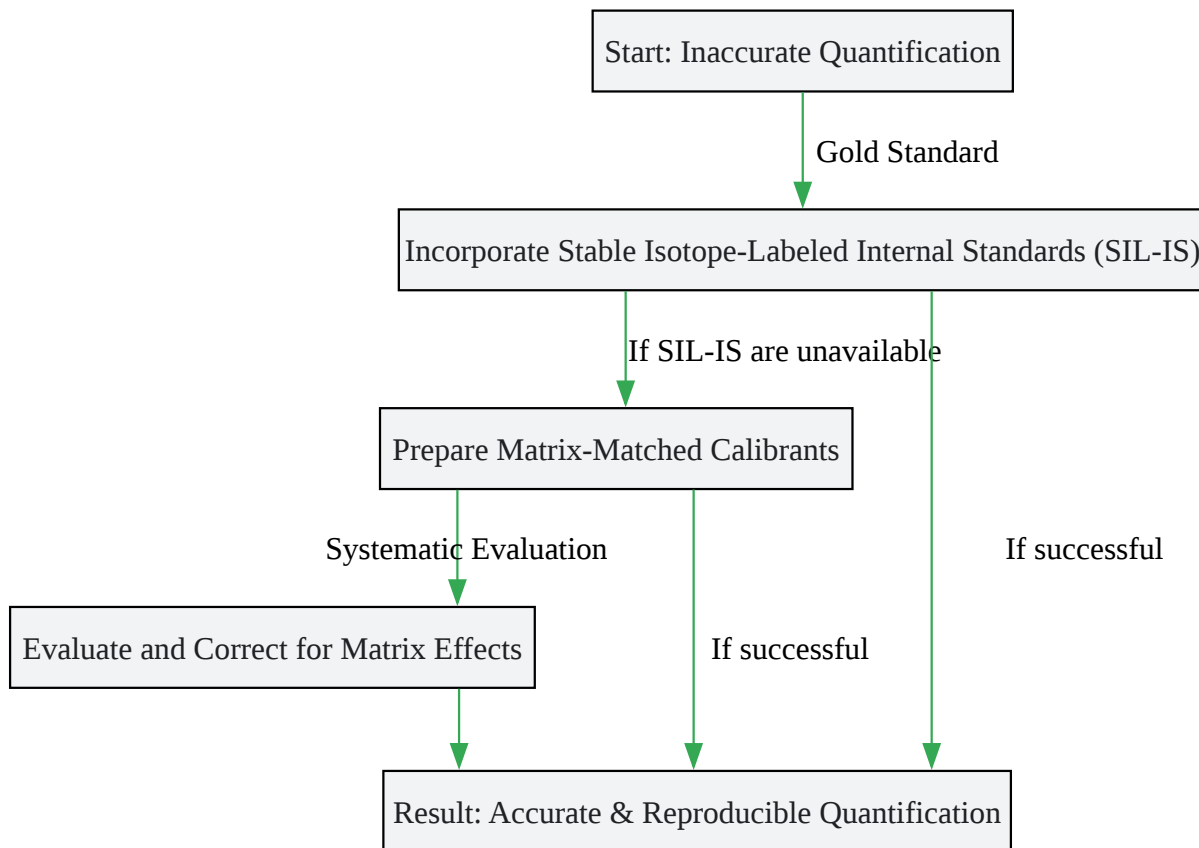 Start: Inaccurate Quantification
Gold Standard
Incorporate Stable Isotope-Labeled Internal Standards (SIL-IS)
If SIL-IS are unavailable
Prepare Matrix-Matched Calibrants
Systematic Evaluation
If successful
Evaluate and Correct for Matrix Effects
If successful
Result: Accurate & Reproducible Quantification